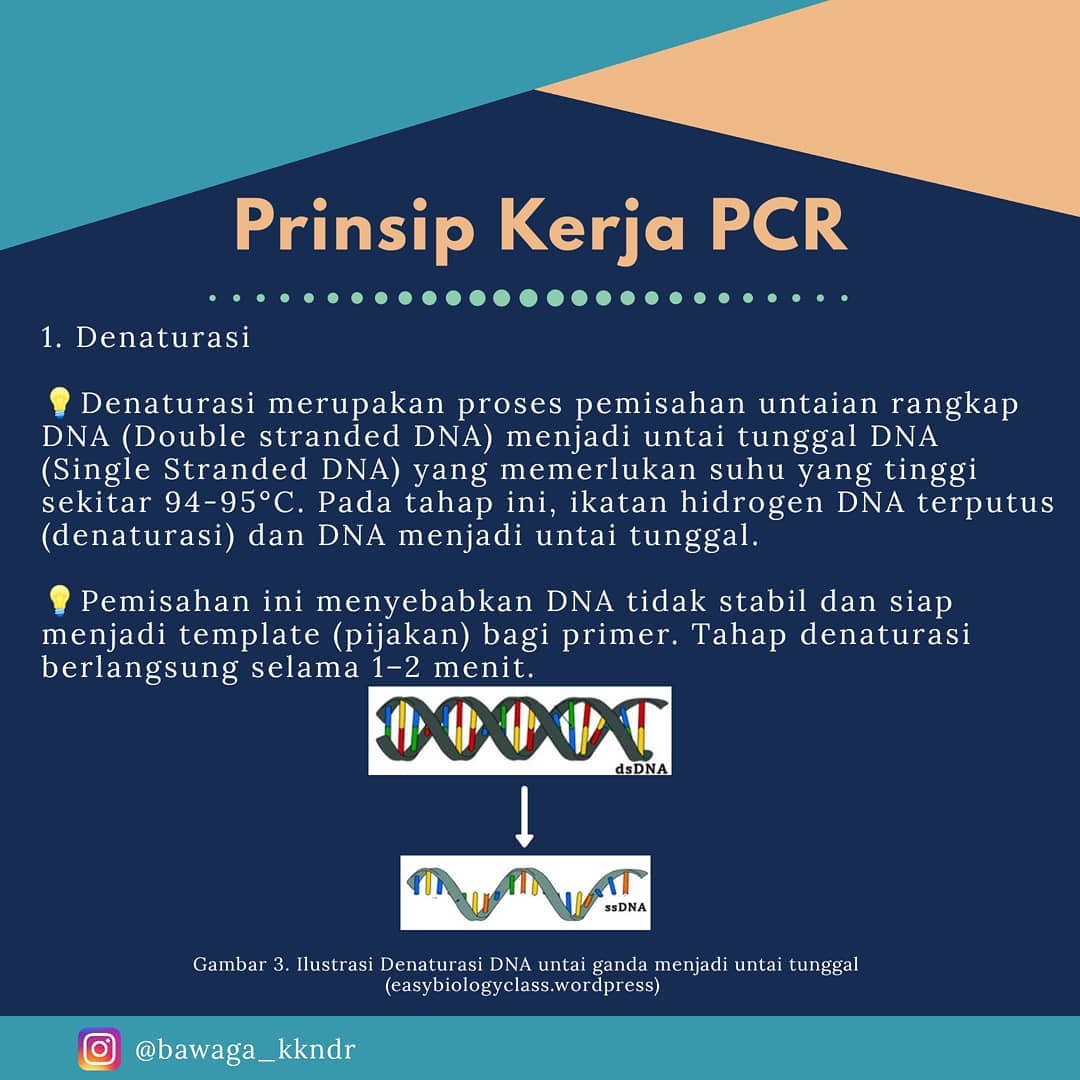 Prinsip Kerja PCR
1. Denaturasi
💡Denaturasi merupakan proses pemisahan untaian rangkap
DNA (Double stranded DNA) menjadi untai tunggal DNA
(Single Stranded DNA) yang memerlukan suhu yang tinggi
sekitar 94-95°C. Pada tahap ini, ikatan hidrogen DNA terputus
(denaturasi) dan DNA menjadi untai tunggal.
💡Pemisahan ini menyebabkan DNA tidak stabil dan siap
menjadi template (pijakan) bagi primer. Tahap denaturasi
berlangsung selama 1–2 menit.
dsDNA
ssDNA
Gambar 3. Ilustrasi Denaturasi DNA untai ganda menjadi untai tunggal
(easybiologyclass.wordpress)
@bawaga_kkndr